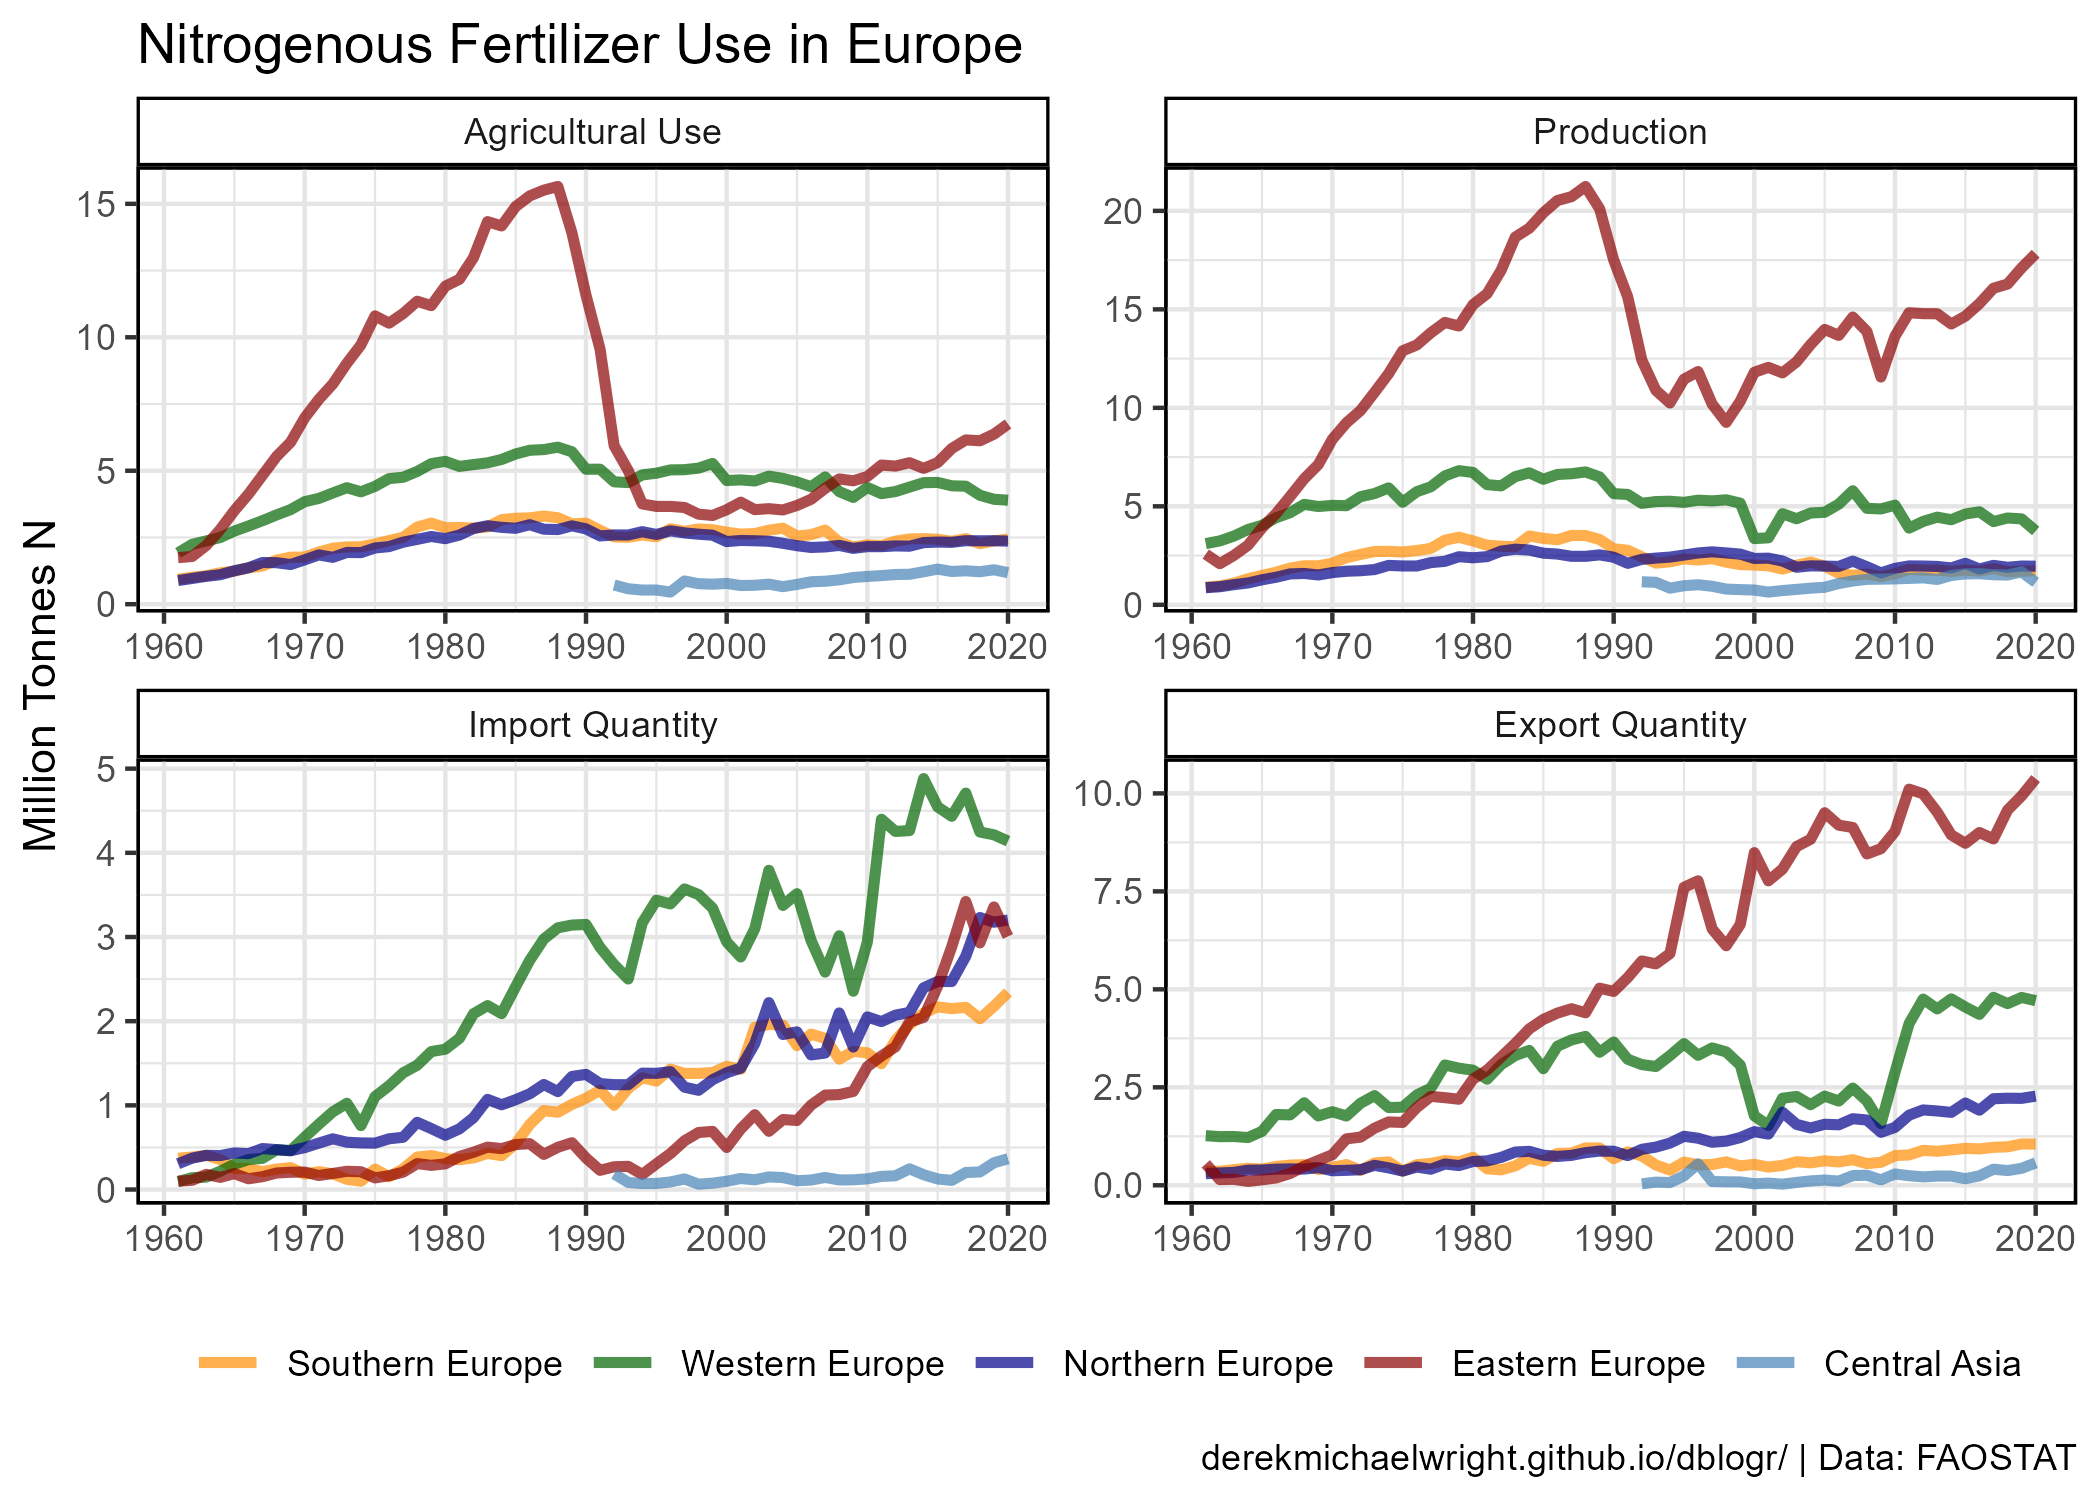 Nitrogenous Fertilizer Use in Europe
Agricultural Use
Production
15
10
5
0
1960 1970 1980 1990 2000 2010 2020
20
15
10
5
0
1960 1970 1980 1990 2000 2010 2020
Million Tonnes N
Import Quantity
Export Quantity
5
4
3
2
1
0
1960 1970 1980 1990 2000 2010 2020
10.0
7.5
5.0
2.5
0.0
1960 1970 1980 1990 2000 2010 2020
Southern Europe Western Europe Northern Europe Eastern Europe Central Asia
derekmichaelwright.github.io/dblogr/ | Data: FAOSTAT